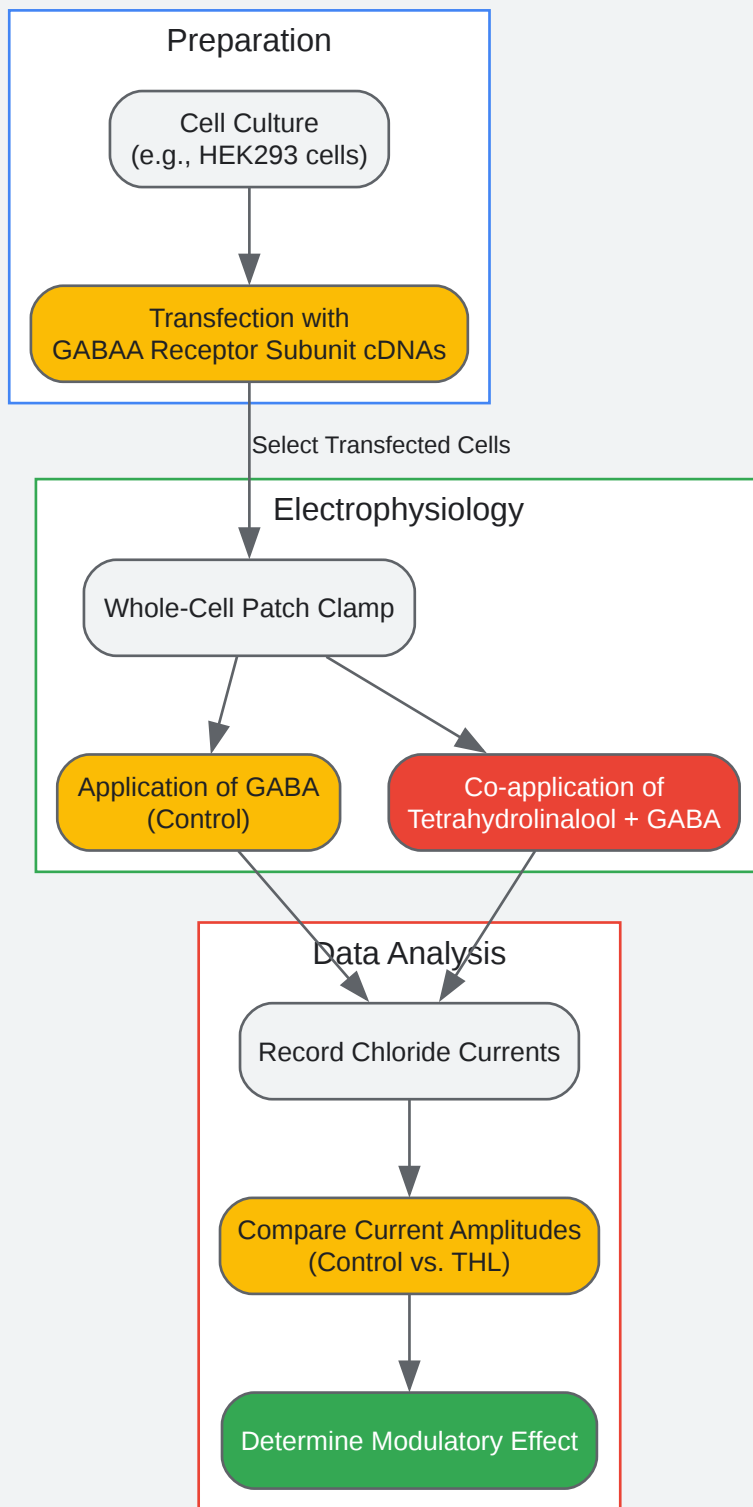 Preparation
Cell Culture
(e.g., HEK293 cells)
Transfection with
GABAA Receptor Subunit cDNAs
Select Transfected Cells
Electrophysiology
Whole-Cell Patch Clamp
Application of GABA
(Control)
Co-application of
Tetrahydrolinalool + GABA
Data Analysis
Record Chloride Currents
Compare Current Amplitudes
(Control vs. THL)
Determine Modulatory Effect